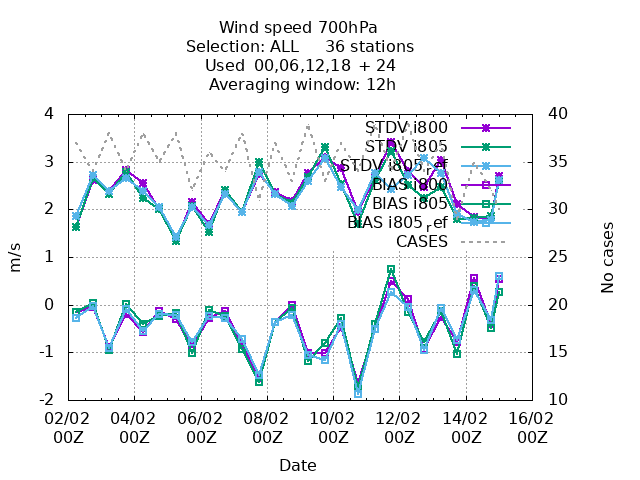 Wind speed 700hPa
Selection: ALL 36 stations
Used 00,06,12,18 + 24
Averaging window: 12h
STDV i800
STDV i805
STDV i805_ref
BIAS i800
BIAS i805
BIAS i805_ref
CASES
4
3
2
1
0
-1
-2
m/s
40
35
30
25
20
15
10
No cases
02/02 04/02 06/02 08/02 10/02 12/02 14/02 16/02
00Z 00Z 00Z 00Z 00Z 00Z 00Z 00Z
Date